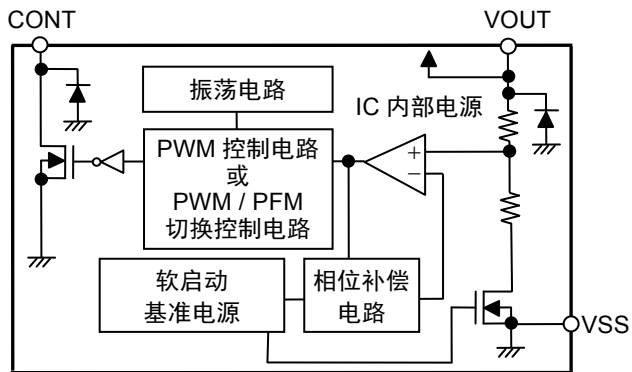 CONT
VOUT
振荡电路
IC 内部电源
PWM 控制电路
或
PWM / PFM
切换控制电路
+
−
软启动
基准电源
相位补偿
电路
VSS